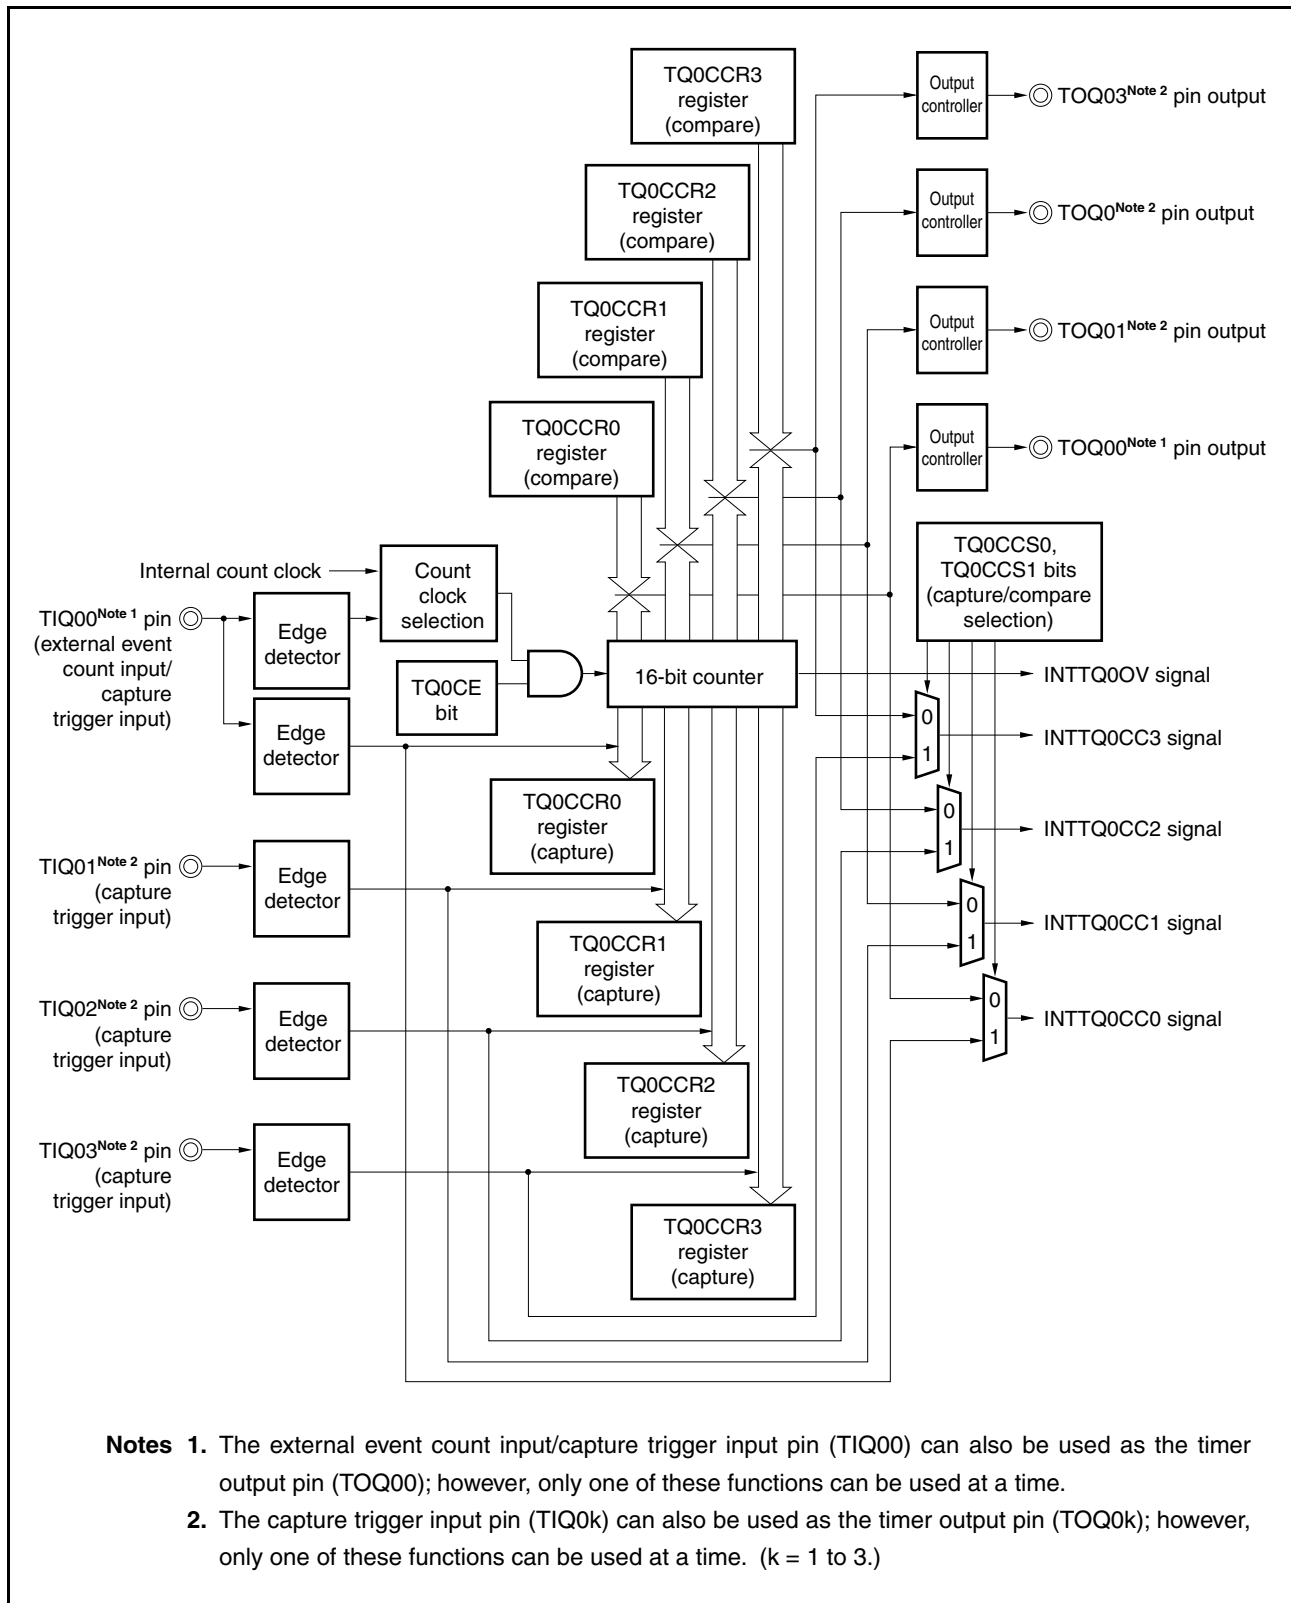 TQ0CCR3
register
(compare)
Output
controller
TOQ03Note 2 pin output
TQ0CCR2
register
(compare)
Output
controller
TOQ0Note 2 pin output
TQ0CCR1
register
(compare)
Output
controller
TOQ01Note 2 pin output
TQ0CCR0
register
(compare)
Output
controller
TOQ00Note 1 pin output
TQ0CCS0,
TQ0CCS1 bits
(capture/compare
selection)
Internal count clock
Count
clock
selection
TIQ00Note 1 pin
(external event
count input/
capture
trigger input)
Edge
detector
TQ0CE
bit
16-bit counter
INTTQ0OV signal
Edge
detector
0
1
INTTQ0CC3 signal
TQ0CCR0
register
(capture)
0
1
INTTQ0CC2 signal
TIQ01Note 2 pin
(capture
trigger input)
Edge
detector
0
1
INTTQ0CC1 signal
TQ0CCR1
register
(capture)
TIQ02Note 2 pin
(capture
trigger input)
Edge
detector
0
1
INTTQ0CC0 signal
TQ0CCR2
register
(capture)
TIQ03Note 2 pin
(capture
trigger input)
Edge
detector
TQ0CCR3
register
(capture)
Notes 1. The external event count input/capture trigger input pin (TIQ00) can also be used as the timer
output pin (TOQ00); however, only one of these functions can be used at a time.
2. The capture trigger input pin (TIQ0k) can also be used as the timer output pin (TOQ0k); however,
only one of these functions can be used at a time. (k = 1 to 3.)